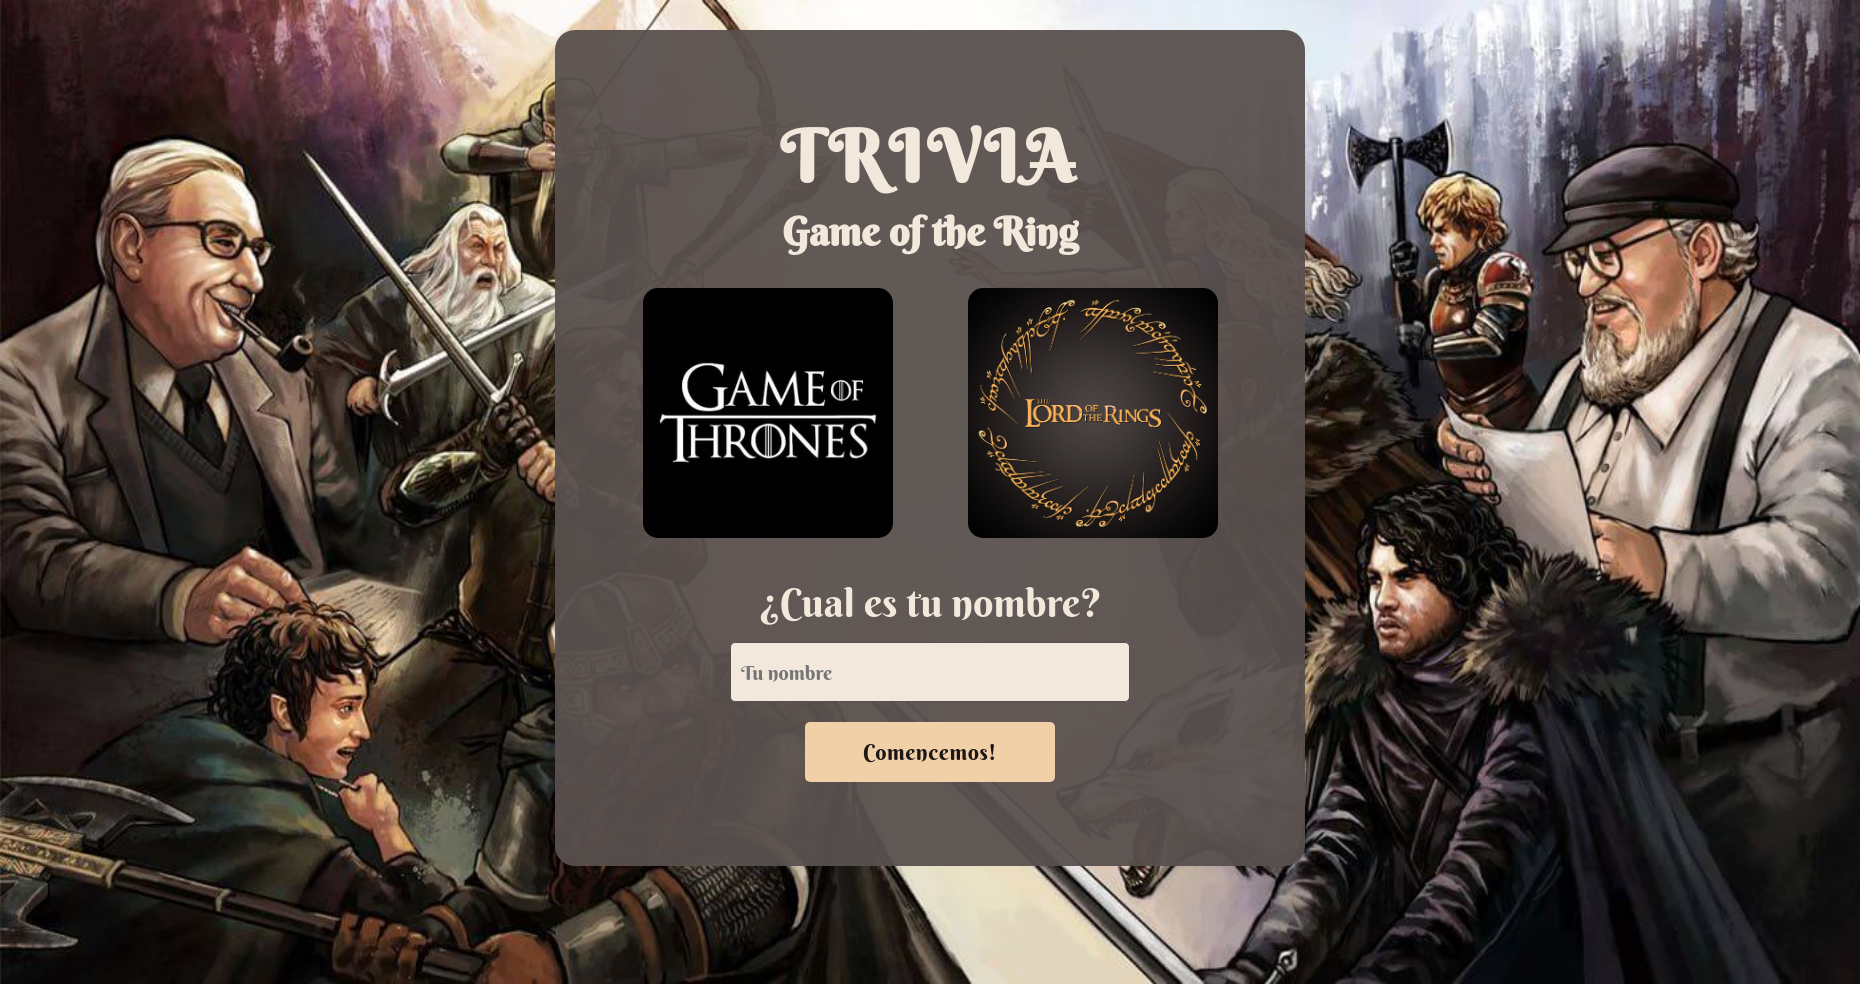 TRIVIA
Game of the Ring
GAME OF
THRONES
THE
LORD OF THE RINGS
¿Cual es tu nombre?
Tu nombre
Comencemos!